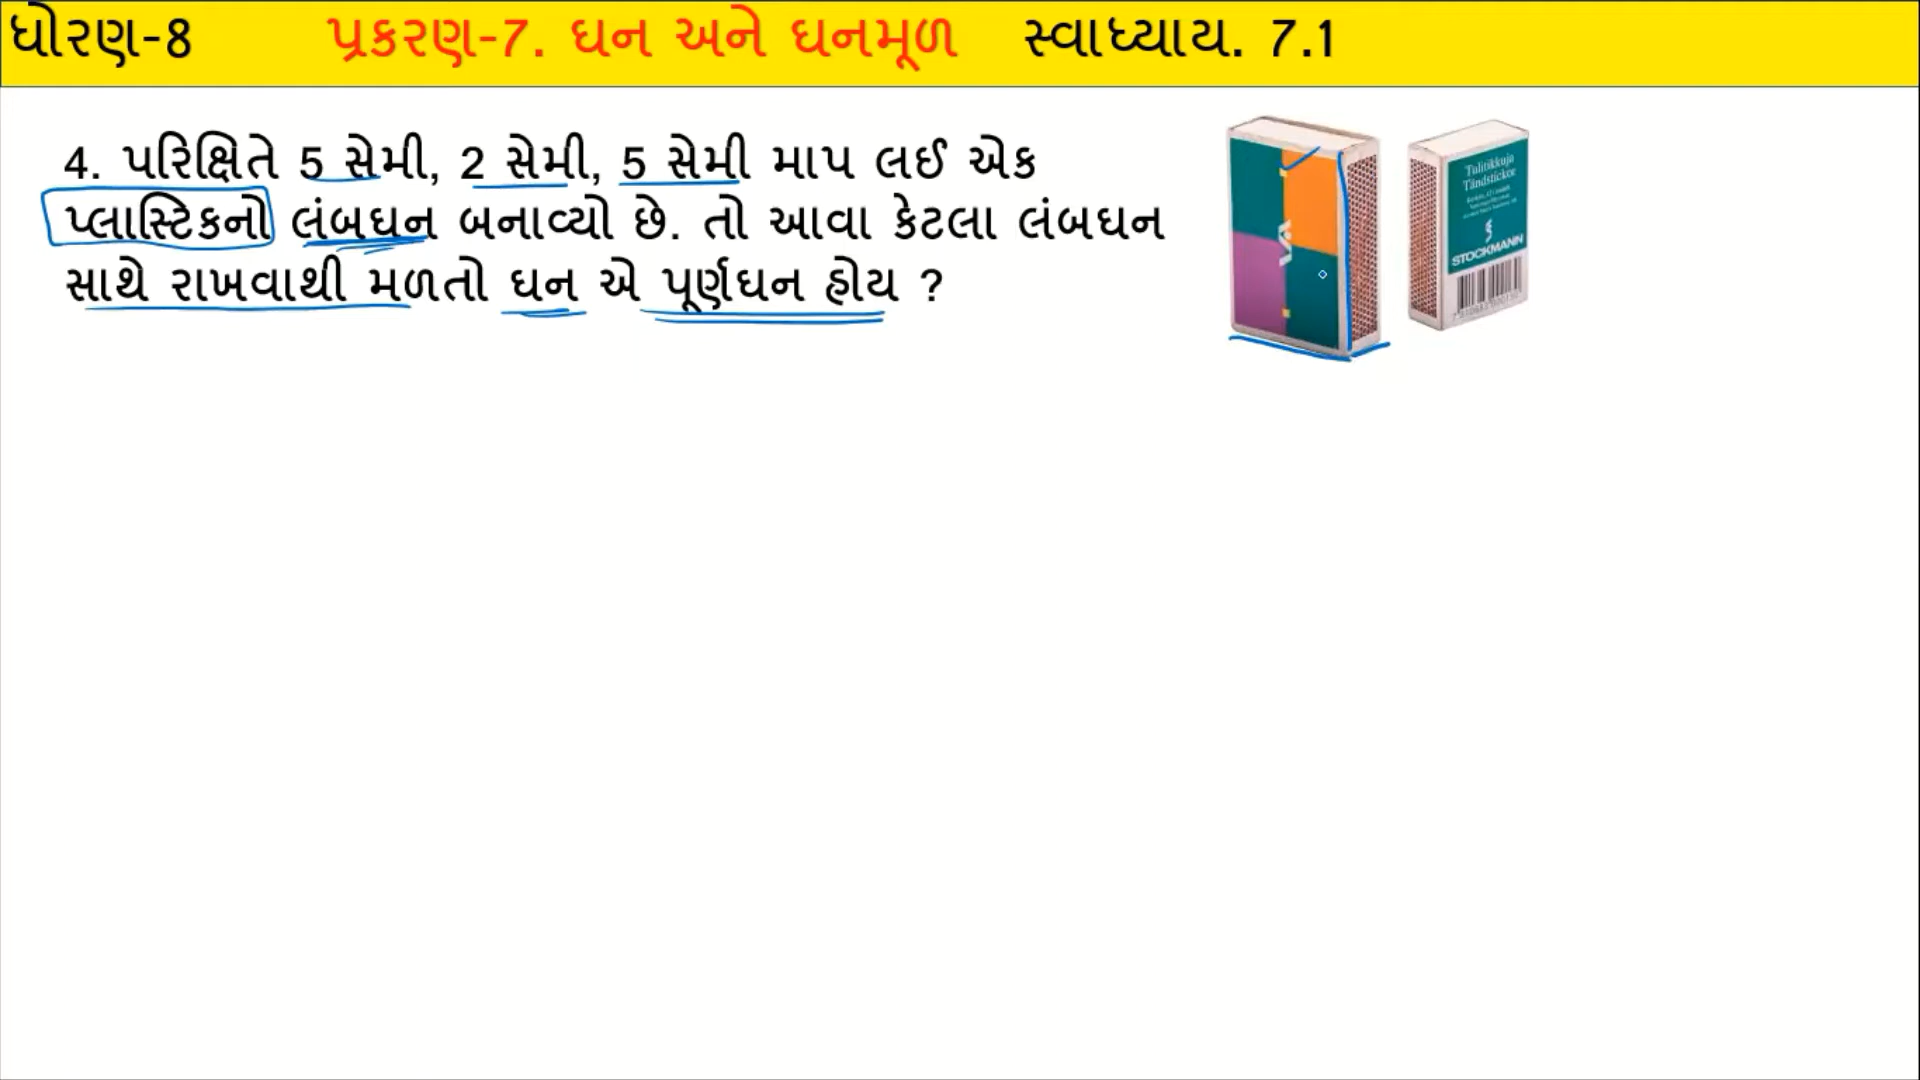 ધોરણ-8 પ્રકરણ-7. ઘન અને ઘનમૂળ સ્વાધ્યાય. 7.1
4. પરિક્ષિતે 5 સેમી, 2 સેમી, 5 સેમી માપ લઈ એક
પ્લાસ્ટિકનો લંબઘન બનાવ્યો છે. તો આવા કેટલા લંબઘન
સાથે રાખવાથી મળતો ઘન એ પૂર્ણઘન હોય ?
Tulitikkuja
Tändstickor
STOCKMANN